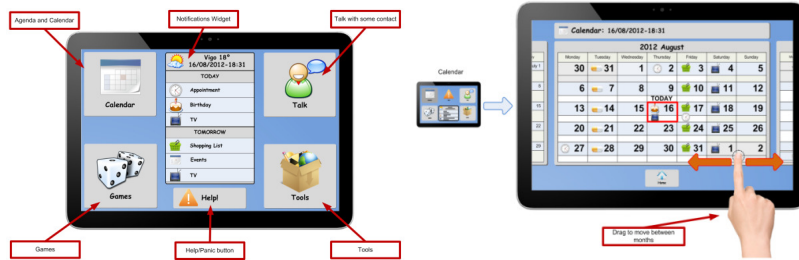 Agenda and Calendar
Notifications Widget
Talk with some contact
Vigo 18°
16/08/2012-18:31
TODAY
Appointment
Birthday
TV
TOMORROW
Shopping List
Events
TV
Calendar
Talk
Games
Help!
Tools
Games
Help/Panic button
Tools
Calendar
Calendar: 16/08/2012-18:31
2012 August
Monday Tuesday Wednesday Thursday Friday Saturday Sunday
30 31 1 2 3 4 5
6 7 8 9 10 11 12
TODAY
13 14 15 16 17 18 19
20 21 22 23 24 25 26
27 28 29 30 31 1 2
Home
Drag to move between
months